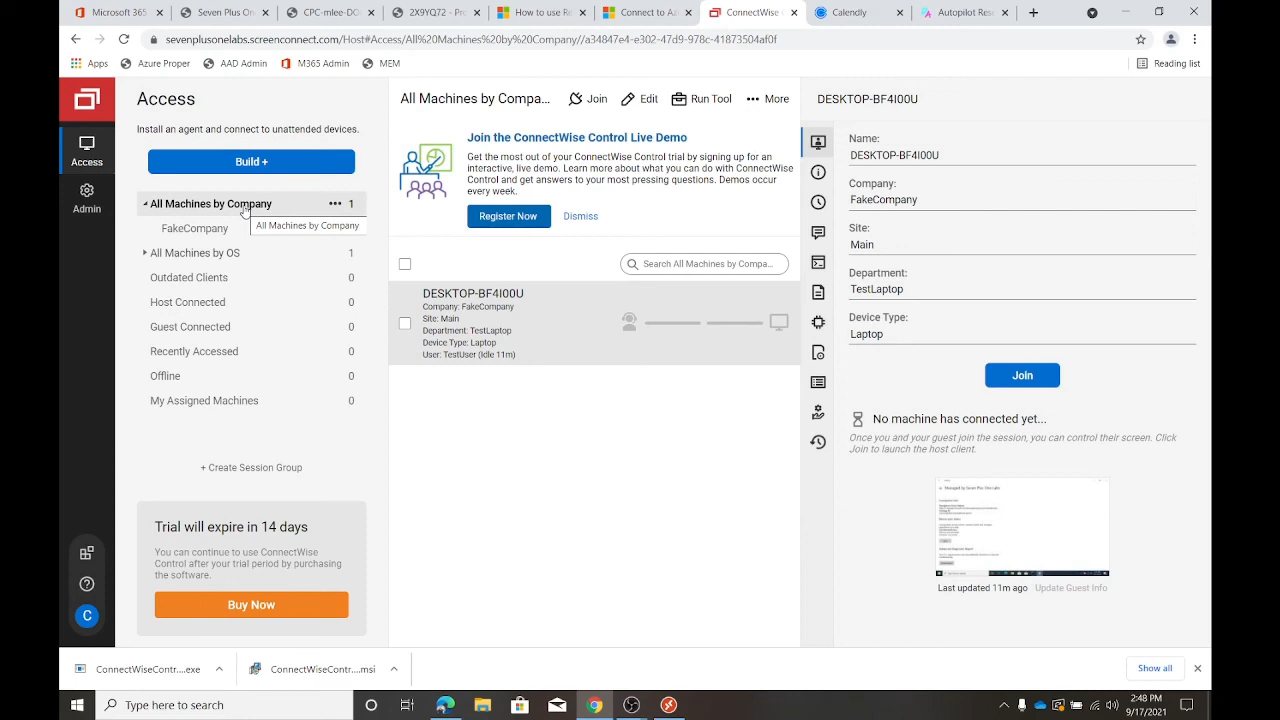 Microsoft 365
Seven Plus On
CPC-mlee-DO
2X9YQ72 - Pro
How to use Re
Connect to Az
ConnectWise
Calendly
Autopilot Res
sevenplusonelabs.screenconnect.com/Host#Access/All%20Machines%20by%20Company//a34847e4-e302-47d9-978c-41873504af0f
Apps
Azure Proper
AAD Admin
M365 Admin
MEM
Reading list
Access
Admin
C
Access
Install an agent and connect to unattended devices.
Build +
All Machines by Company ••• 1
All Machines by Company
FakeCompany
All Machines by OS 1
Outdated Clients 0
Host Connected 0
Guest Connected 0
Recently Accessed 0
Offline 0
My Assigned Machines 0
+ Create Session Group
Trial will expire in 14 days
You can continue to use ConnectWise
Control after your trial period by purchasing
the software.
Buy Now
All Machines by Compa...
Join
Edit
Run Tool
••• More
Join the ConnectWise Control Live Demo
Get the most out of your ConnectWise Control trial by signing up for an
interactive, live demo. Learn more about what you can do with ConnectWise
Control and get answers to your most pressing questions. Demos occur
every week.
Register Now
Dismiss
Search All Machines by Compa...
DESKTOP-BF4I00U
Company: FakeCompany
Site: Main
Department: TestLaptop
Device Type: Laptop
User: TestUser (Idle 11m)
DESKTOP-BF4I00U
Name:
DESKTOP-BF4I00U
Company:
FakeCompany
Site:
Main
Department:
TestLaptop
Device Type:
Laptop
Join
No machine has connected yet...
Once you and your guest join the session, you can control their screen. Click
Join to launch the host client.
Managed by Seven Plus One Labs
Last updated 11m ago
Update Guest Info
ConnectWiseContr....exe
ConnectWiseContr....msi
Show all
Type here to search
2:48 PM
9/17/2021